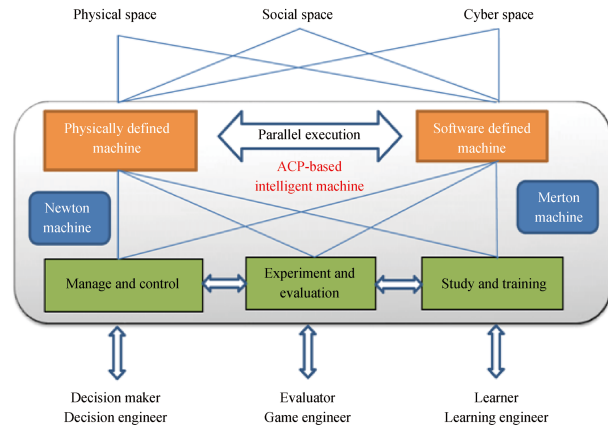 Physical space
Social space
Cyber space
Physically defined
machine
Parallel execution
Software defined
machine
ACP-based
intelligent machine
Newton
machine
Merton
machine
Manage and control
Experiment and
evaluation
Study and training
Decision maker
Decision engineer
Evaluator
Game engineer
Learner
Learning engineer